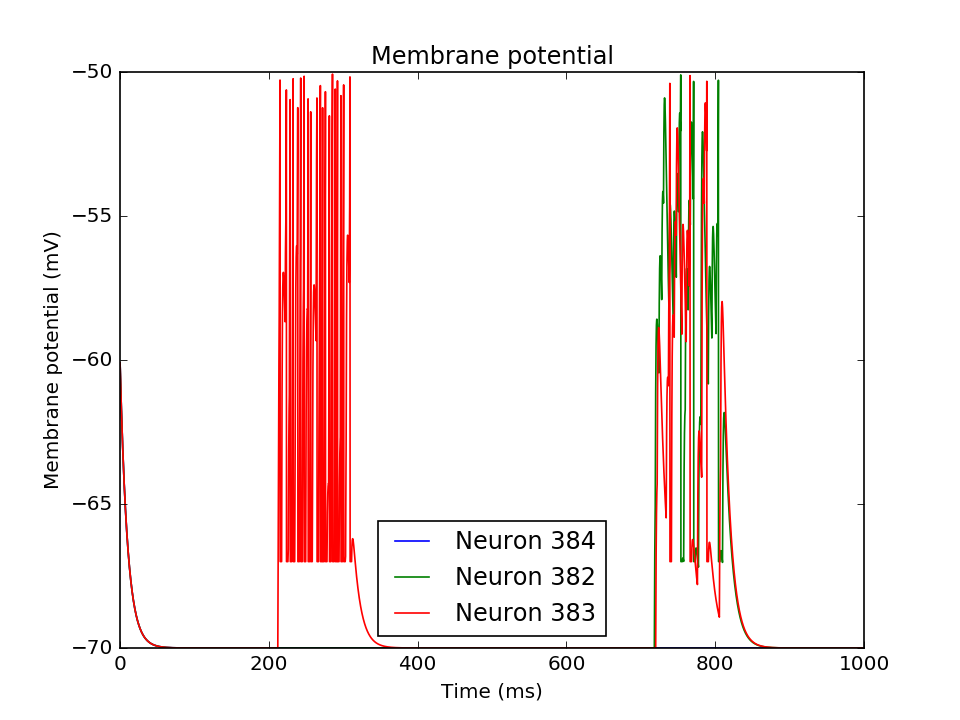 Membrane potential
Membrane potential (mV)
−50
−55
−60
−65
−70
0
200
400
600
800
1000
Time (ms)
Neuron 384
Neuron 382
Neuron 383